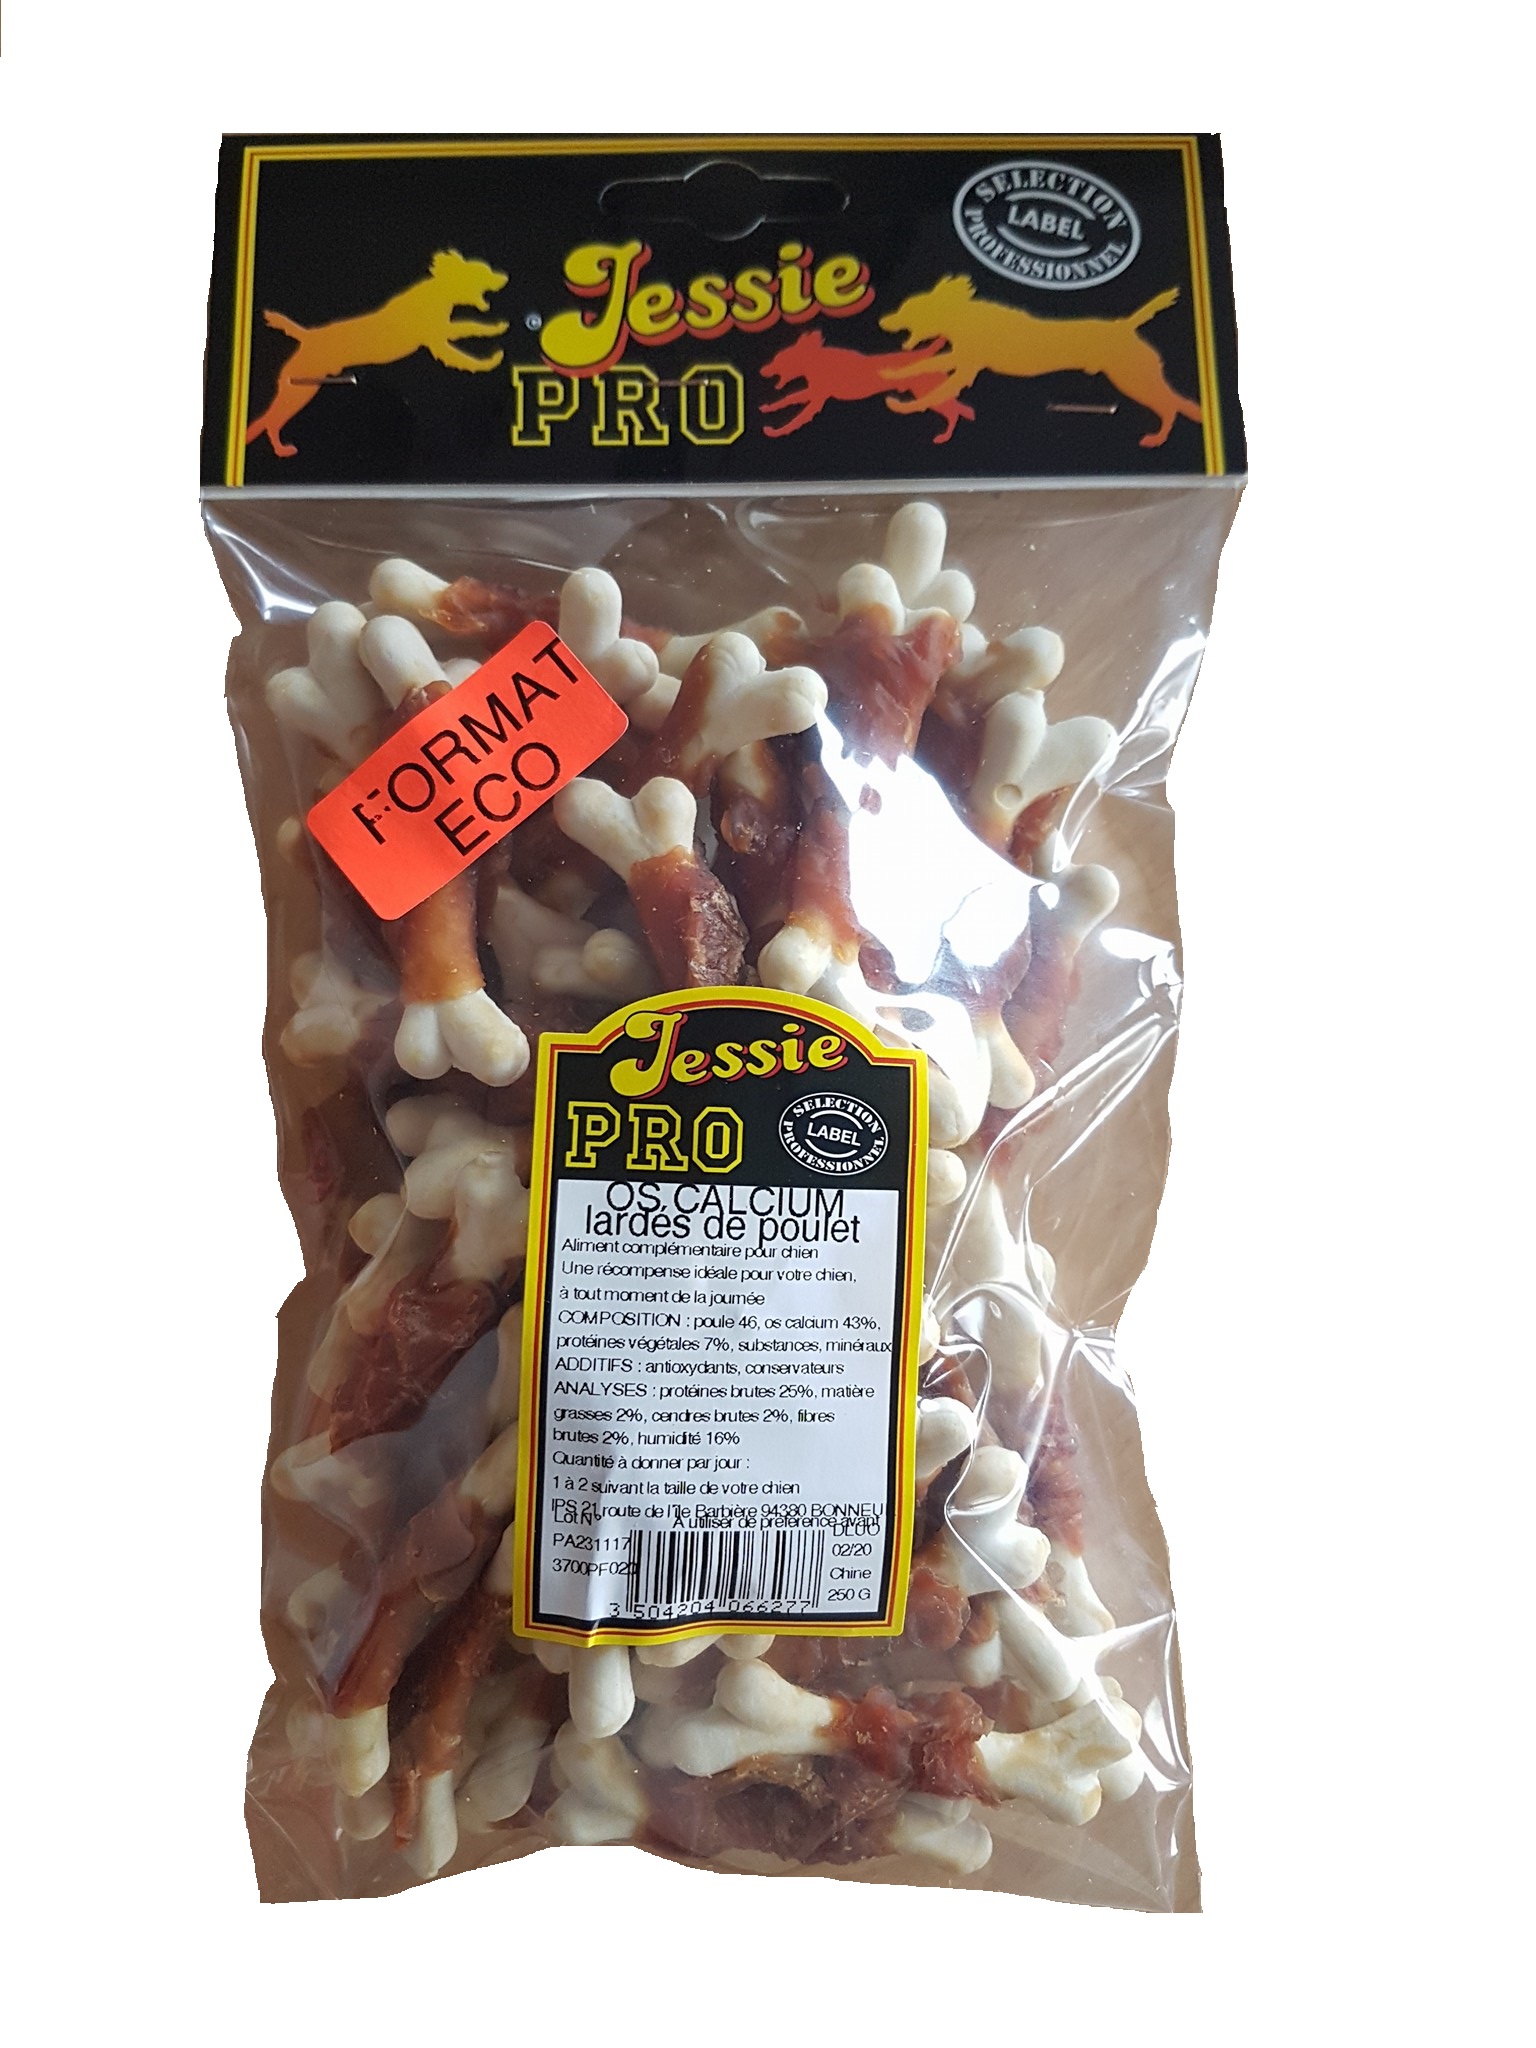 SELECTION
LABEL
PROFESSIONNEL
© Jessie
PRO
FORMAT
ECO
Jessie
PRO
SELECTION
LABEL
PROFESSIONNEL
OS CALCIUM
lardés de poulet
Aliment complémentaire pour chien
Une récompense idéale pour votre chien,
à tout moment de la journée
COMPOSITION : poule 46, os calcium 43%,
protéines végétales 7%, substances, minéraux
ADDITIFS : antioxydants, conservateurs
ANALYSES : protéines brutes 25%, matière
grasses 2%, cendres brutes 2%, fibres
brutes 2%, humidité 16%
Quantité à donner par jour :
1 à 2 suivant la taille de votre chien
IPS 21 route de l'île Barbière 94380 BONNEU
Lot N° A utiliser de préférence avant
DLUO
PA231117 02/20
3700PF020 Chine
250 G
3 504204 066277